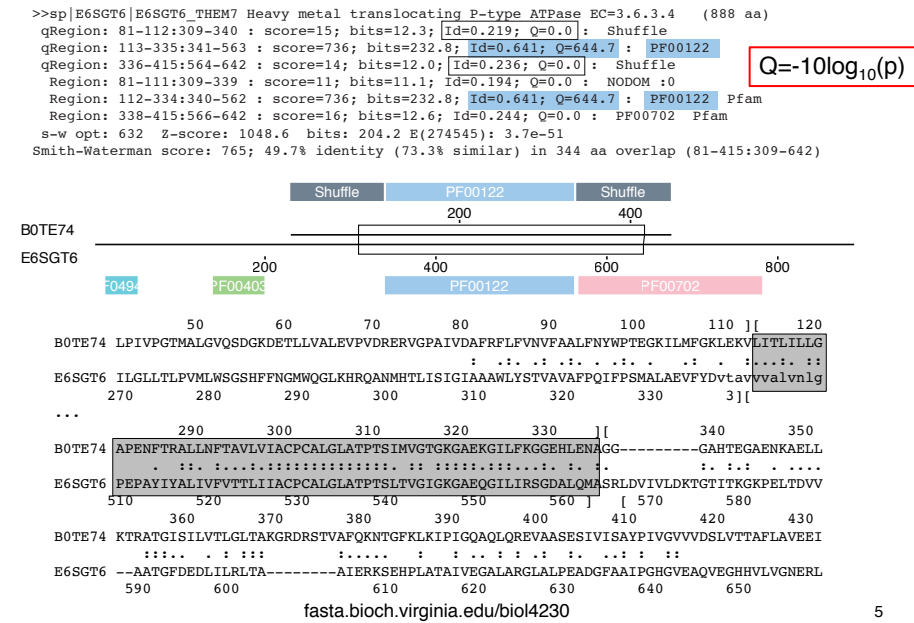 >>sp|E6SGT6|E6SGT6_THEM7 Heavy metal translocating P-type ATPase EC=3.6.3.4 (888 aa)
qRegion: 81-112:309-340 : score=15; bits=12.3; Id=0.219; Q=0.0 : Shuffle
qRegion: 113-335:341-563 : score=736; bits=232.8; Id=0.641; Q=644.7 : PF00122
qRegion: 336-415:564-642 : score=14; bits=12.0; Id=0.236; Q=0.0 : Shuffle
Q=-10log10(p)
Region: 81-111:309-339 : score=11; bits=11.1; Id=0.194; Q=0.0 : NODOM :0
Region: 112-334:340-562 : score=736; bits=232.8; Id=0.641; Q=644.7 : PF00122 Pfam
Region: 338-415:566-642 : score=16; bits=12.6; Id=0.244; Q=0.0 : PF00702 Pfam
s-w opt: 632 Z-score: 1048.6 bits: 204.2 E(274545): 3.7e-51
Smith-Waterman score: 765; 49.7% identity (73.3% similar) in 344 aa overlap (81-415:309-642)
Shuffle PF00122 Shuffle
200 400
B0TE74
E6SGT6
200 400 600 800
F0494 PF00403 PF00122 PF00702
50 60 70 80 90 100 110 ][ 120
B0TE74 LPIVPGTMALGVQSDGKDETLLVALEVPVDRERVGPAIVDAFRFLFVNVFAALFNYWPTEGKILMFGKLEKVLITLILLG
: .: :. .:. . .: . : . ....:. ::
E6SGT6 ILGLLTLPVMLWSGSHFFNGMWQGLKHRQANMHTLISIGIAAAWLYSTVAVAFPQIFPSMALAEVFYDvtavvvalvnlg
270 280 290 300 310 320 330 3][
...
290 300 310 320 330 ][ 340 350
B0TE74 APENFTRALLNFTAVLVIACPCALGLATPTSIMVGTGKGAEKGILFKGGEHLENAGG---------GAHTEGAENKAELL
E6SGT6 PEPAYIYALIVFVTTLIIACPCALGLATPTSLTVGIGKGAEQGILIRSGDALQMASRLDVIVLDKTGTITKGKPELTDVV
510 520 530 540 550 560 ] [ 570 580
360 370 380 390 400 410 420 430
B0TE74 KTRATGISILVTLGLTAKGRDRSTVAFQKNTGFKLKIPIGQAQLQREVAASESIVISAYPIVGVVVDSLVTTAFLAVEEI
E6SGT6 --AATGFDEDLILRLTA--------AIERKSEHPLATAIVEGALARGLALPEADGFAAIPGHGVEAQVEGHHVLVGNERL
590 600 610 620 630 640 650
fasta.bioch.virginia.edu/biol4230
5